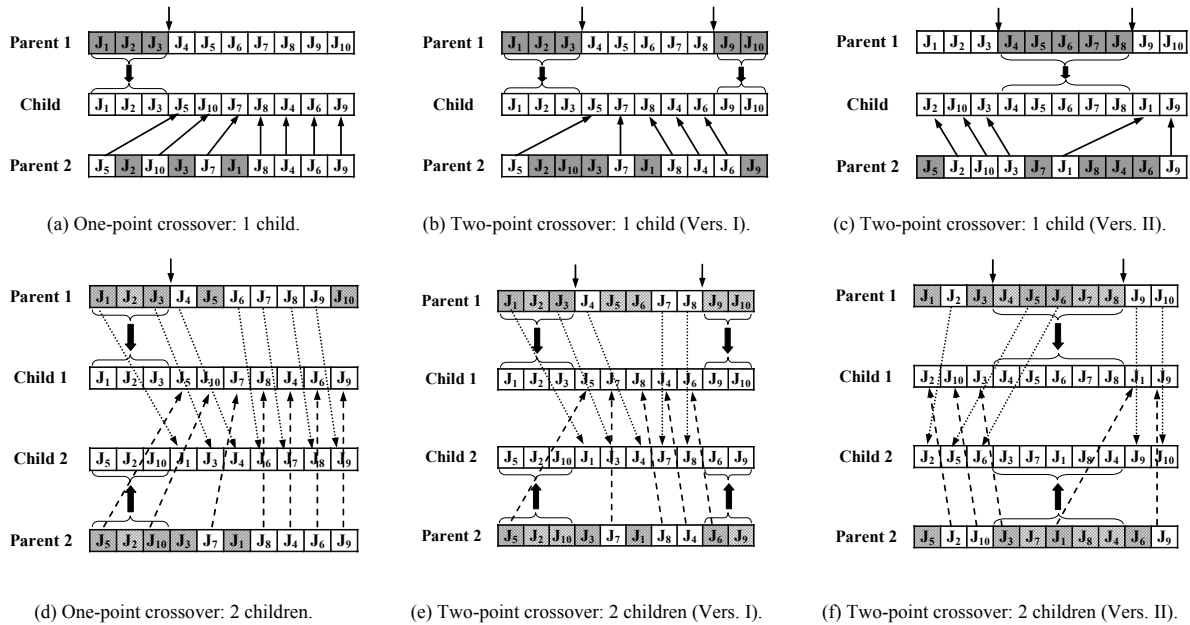 Parent 1 J1 J2 J3 J4 J5 J6 J7 J8 J9 J10
Child J1 J2 J3 J5 J10 J7 J8 J4 J6 J9
Parent 2 J5 J2 J10 J3 J7 J1 J8 J4 J6 J9
(a) One-point crossover: 1 child.
Parent 1 J1 J2 J3 J4 J5 J6 J7 J8 J9 J10
Child J1 J2 J3 J5 J7 J8 J4 J6 J9 J10
Parent 2 J5 J2 J10 J3 J7 J1 J8 J4 J6 J9
(b) Two-point crossover: 1 child (Vers. I).
Parent 1 J1 J2 J3 J4 J5 J6 J7 J8 J9 J10
Child J2 J10 J3 J4 J5 J6 J7 J8 J1 J9
Parent 2 J5 J2 J10 J3 J7 J1 J8 J4 J6 J9
(c) Two-point crossover: 1 child (Vers. II).
Parent 1 J1 J2 J3 J4 J5 J6 J7 J8 J9 J10
Child 1 J1 J2 J3 J5 J10 J7 J8 J4 J6 J9
Child 2 J5 J2 J10 J1 J3 J4 J6 J7 J8 J9
Parent 2 J5 J2 J10 J3 J7 J1 J8 J4 J6 J9
(d) One-point crossover: 2 children.
Parent 1 J1 J2 J3 J4 J5 J6 J7 J8 J9 J10
Child 1 J1 J2 J3 J5 J7 J8 J4 J6 J9 J10
Child 2 J5 J2 J10 J1 J3 J4 J7 J8 J6 J9
Parent 2 J5 J2 J10 J3 J7 J1 J8 J4 J6 J9
(e) Two-point crossover: 2 children (Vers. I).
Parent 1 J1 J2 J3 J4 J5 J6 J7 J8 J9 J10
Child 1 J2 J10 J3 J4 J5 J6 J7 J8 J1 J9
Child 2 J2 J5 J6 J3 J7 J1 J8 J4 J9 J10
Parent 2 J5 J2 J10 J3 J7 J1 J8 J4 J6 J9
(f) Two-point crossover: 2 children (Vers. II).